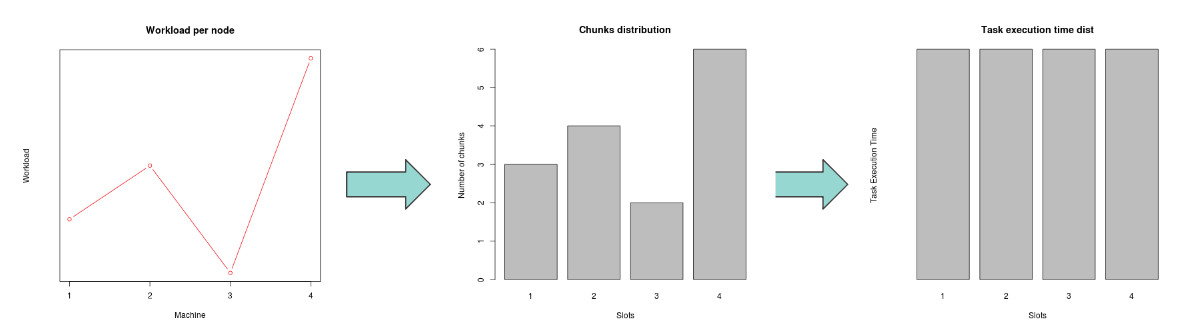 Workload per node
Workload
1 2 3 4
Machine
Chunks distribution
Number of chunks
6
5
4
3
2
1
0
1 2 3 4
Slots
Task execution time dist
Task Execution Time
1 2 3 4
Slots